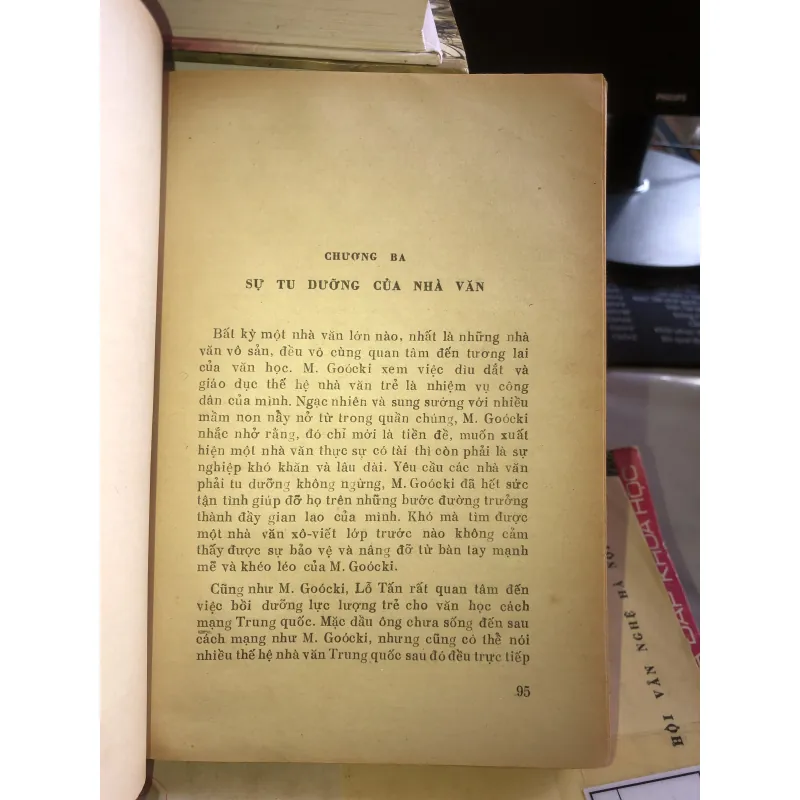 CHƯƠNG BA
SỰ TU DƯỠNG CỦA NHÀ VĂN
Bất kỳ một nhà văn lớn nào, nhất là những nhà
văn vô sản, đều vô cùng quan tâm đến tương lai
của văn học. M. Goócki xem việc dìu dắt và
giáo dục thế hệ nhà văn trẻ là nhiệm vụ công
dân của mình. Ngạc nhiên và sung sướng với nhiều
mầm non nẩy nở từ trong quần chúng, M. Goócki
nhắc nhở rằng, đó chỉ mới là tiền đề, muốn xuất
hiện một nhà văn thực sự có tài thì còn phải là sự
nghiệp khó khăn và lâu dài. Yêu cầu các nhà văn
phải tu dưỡng không ngừng, M. Goócki đã hết sức
tận tình giúp đỡ họ trên những bước đường trưởng
thành đầy gian lao của mình. Khó mà tìm được
một nhà văn xô-viết lớp trước nào không cảm
thấy được sự bảo vệ và nâng đỡ từ bàn tay mạnh
mẽ và khéo léo của M. Goócki.
Cũng như M. Goócki, Lỗ Tấn rất quan tâm đến
việc bồi dưỡng lực lượng trẻ cho văn học cách
mạng Trung quốc. Mặc dầu ông chưa sống đến sau
cách mạng như M. Goócki, nhưng cũng có thể nói
nhiều thế hệ nhà văn Trung quốc sau đó đều trực tiếp
95
PHILIPS
KHOA HỌC
HỘI VĂN NGHỆ HÀ NỘI